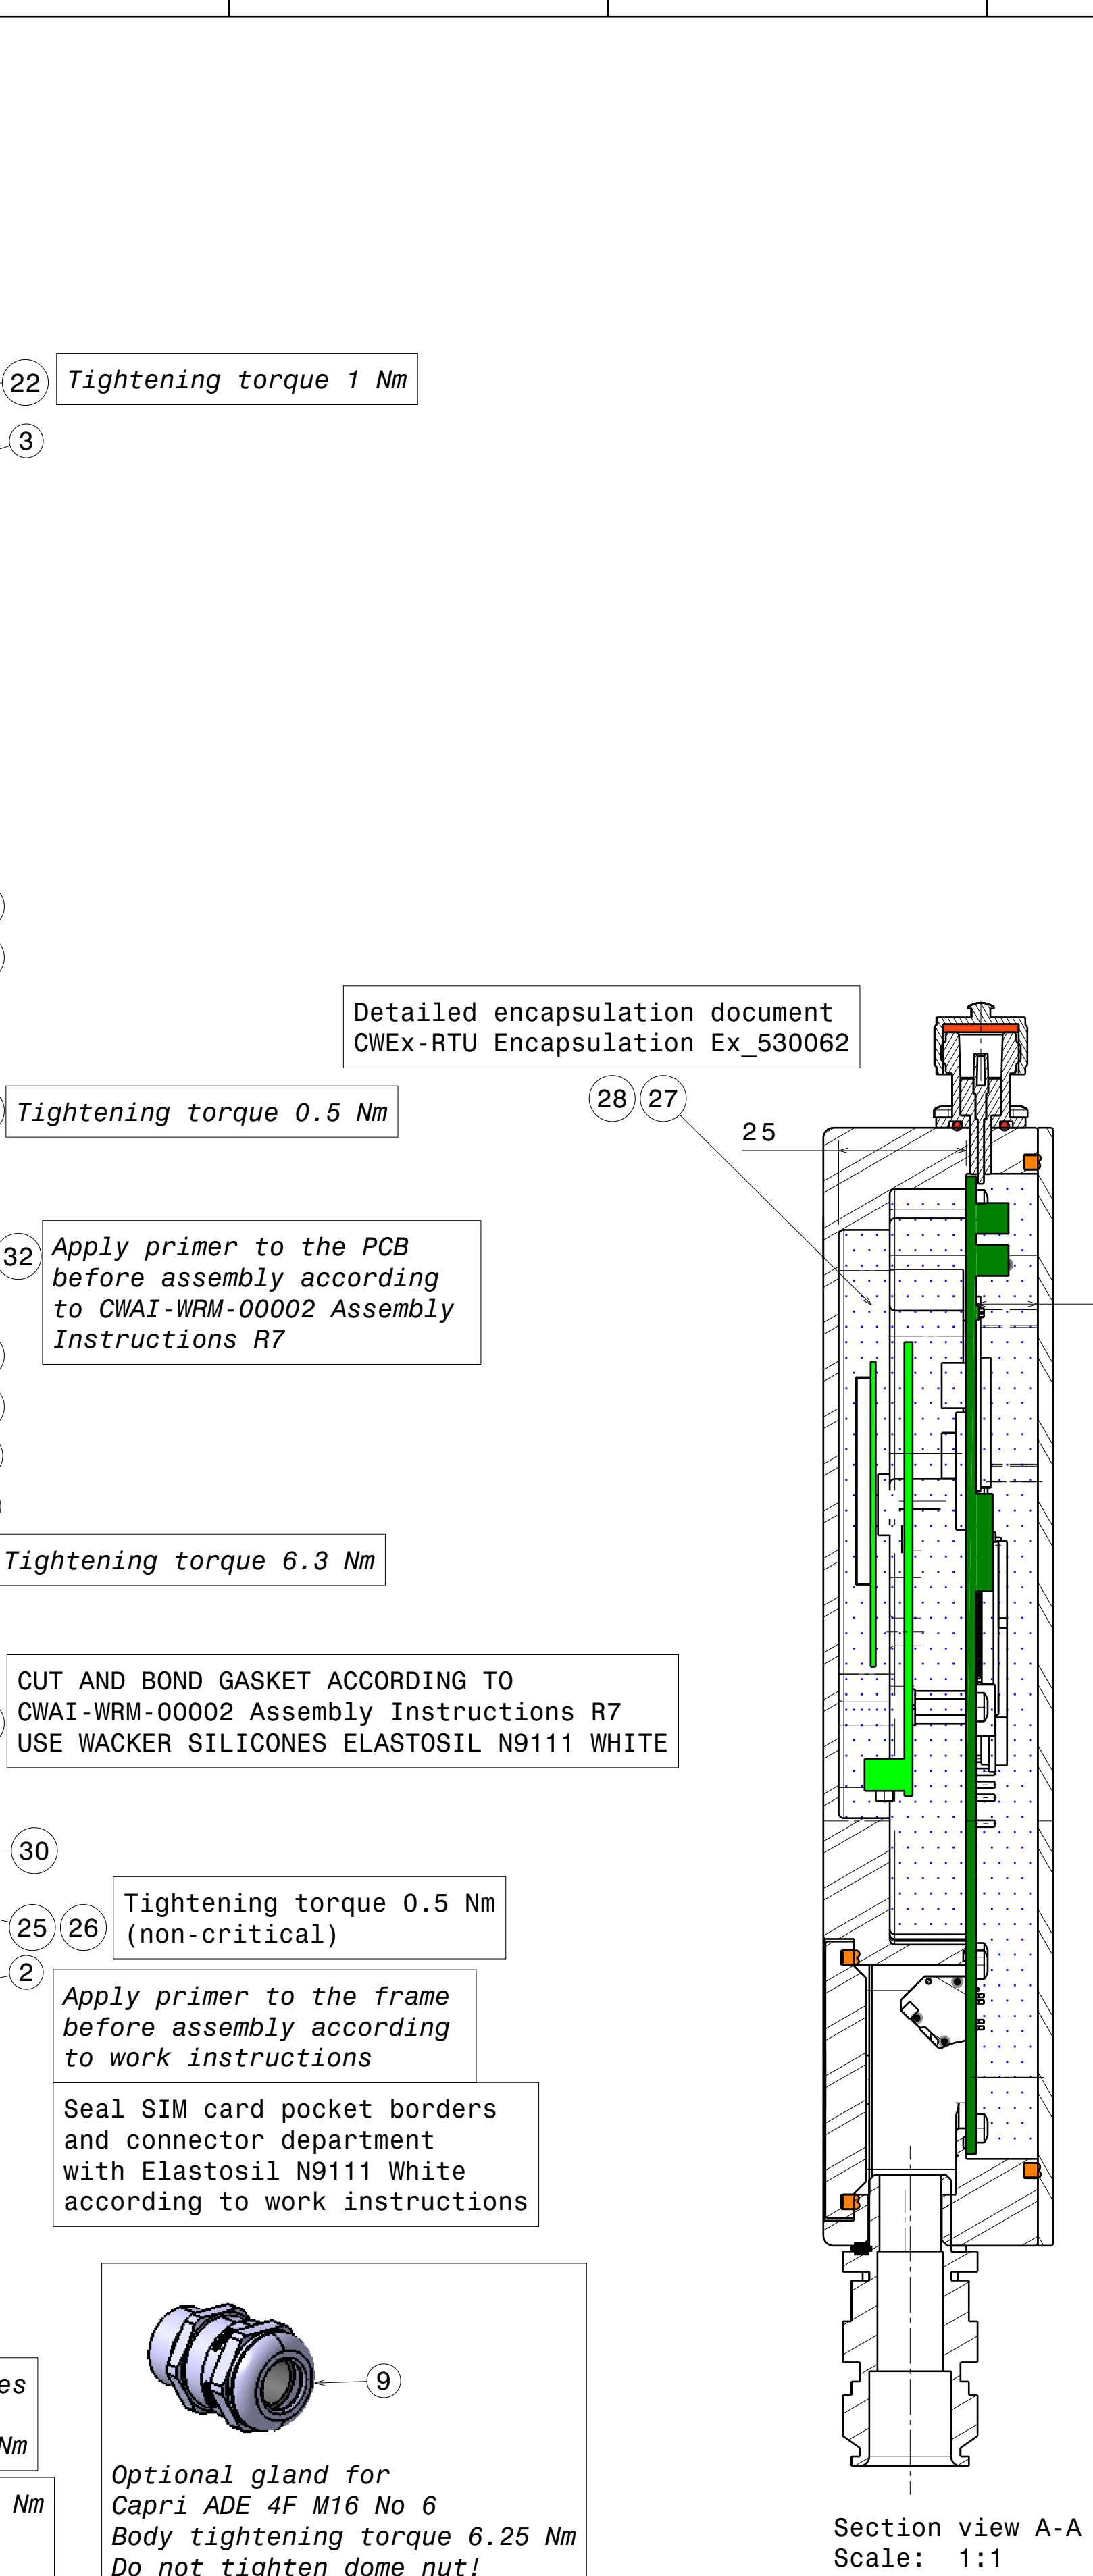 22
Tightening torque 1 Nm
3
Detailed encapsulation document
CWEx-RTU Encapsulation Ex_530062
28 27
25
Tightening torque 0.5 Nm
32
Apply primer to the PCB
before assembly according
to CWAI-WRM-00002 Assembly
Instructions R7
Tightening torque 6.3 Nm
CUT AND BOND GASKET ACCORDING TO
CWAI-WRM-00002 Assembly Instructions R7
USE WACKER SILICONES ELASTOSIL N9111 WHITE
30
25 26
Tightening torque 0.5 Nm
(non-critical)
2
Apply primer to the frame
before assembly according
to work instructions
Seal SIM card pocket borders
and connector department
with Elastosil N9111 White
according to work instructions
es
Nm
Nm
9
Optional gland for
Capri ADE 4F M16 No 6
Body tightening torque 6.25 Nm
Do not tighten dome nut!
Section view A-A
Scale: 1:1